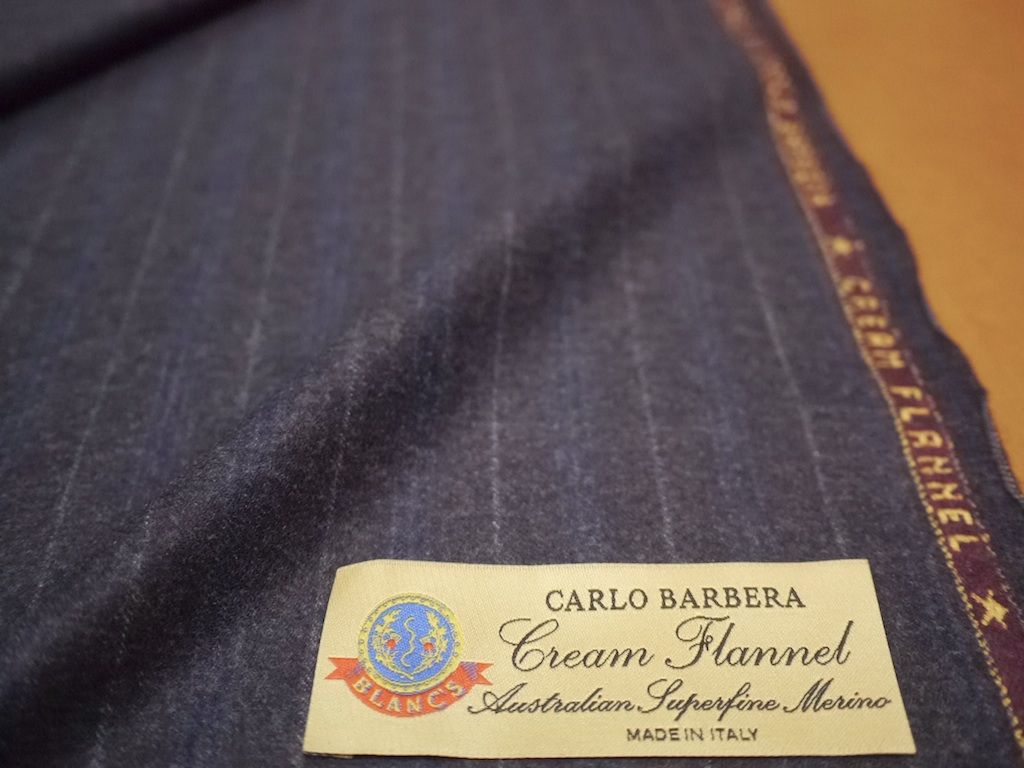 CARLO BARBERA
Cream Flannel
Australian Superfine Merino
MADE IN ITALY
BLANC'S
CREAM FLANNEL